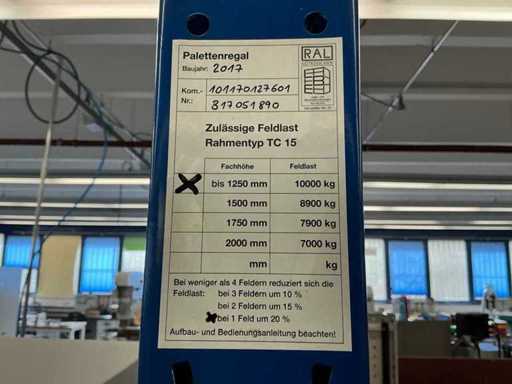 Palettenregal
Baujahr: 2017
Kom.- 101170127601
Nr.: 817051890
RAL
Zulässige Feldlast
Rahmentyp TC 15
Fachhöhe Feldlast
bis 1250 mm 10000 kg
1500 mm 8900 kg
1750 mm 7900 kg
2000 mm 7000 kg
mm kg
Bei weniger als 4 Feldern reduziert sich die
Feldlast: bei 3 Feldern um 10 %
bei 2 Feldern um 15 %
bei 1 Feld um 20 %
Aufbau- und Bedienungsanleitung beachten!